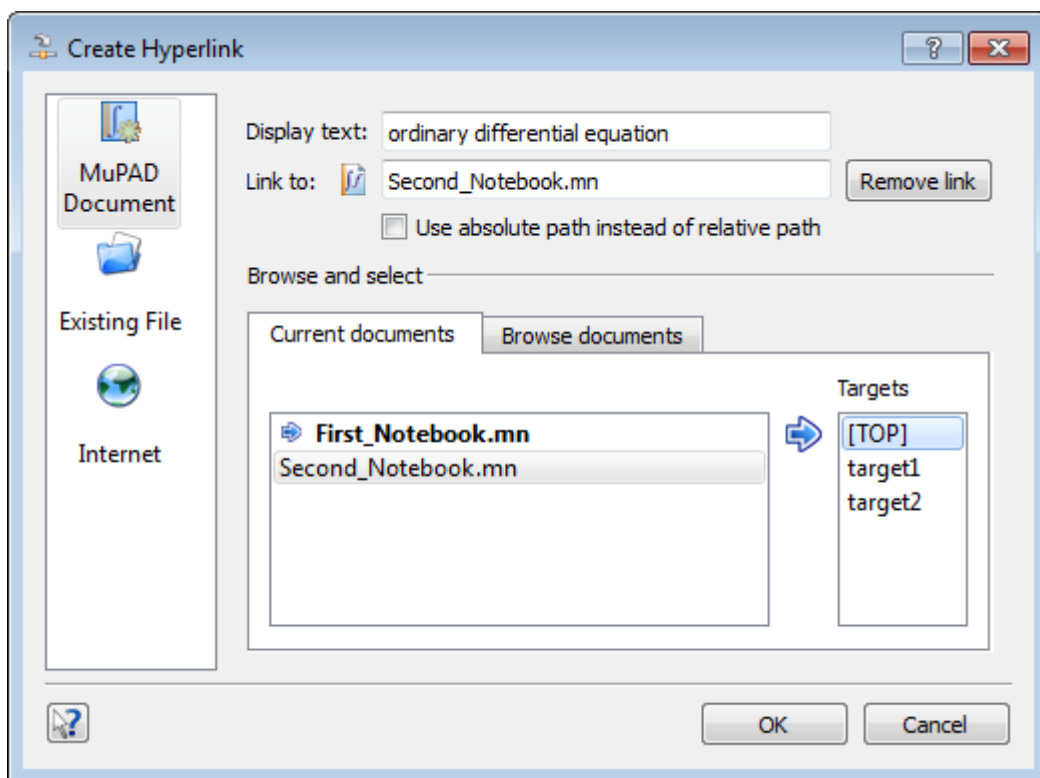 Create Hyperlink
?
MuPAD
Document
Existing File
Internet
Display text: ordinary differential equation
Link to: Second_Notebook.mn Remove link
Use absolute path instead of relative path
Browse and select
Current documents Browse documents
Targets
First_Notebook.mn
Second_Notebook.mn
[TOP]
target1
target2
? OK Cancel